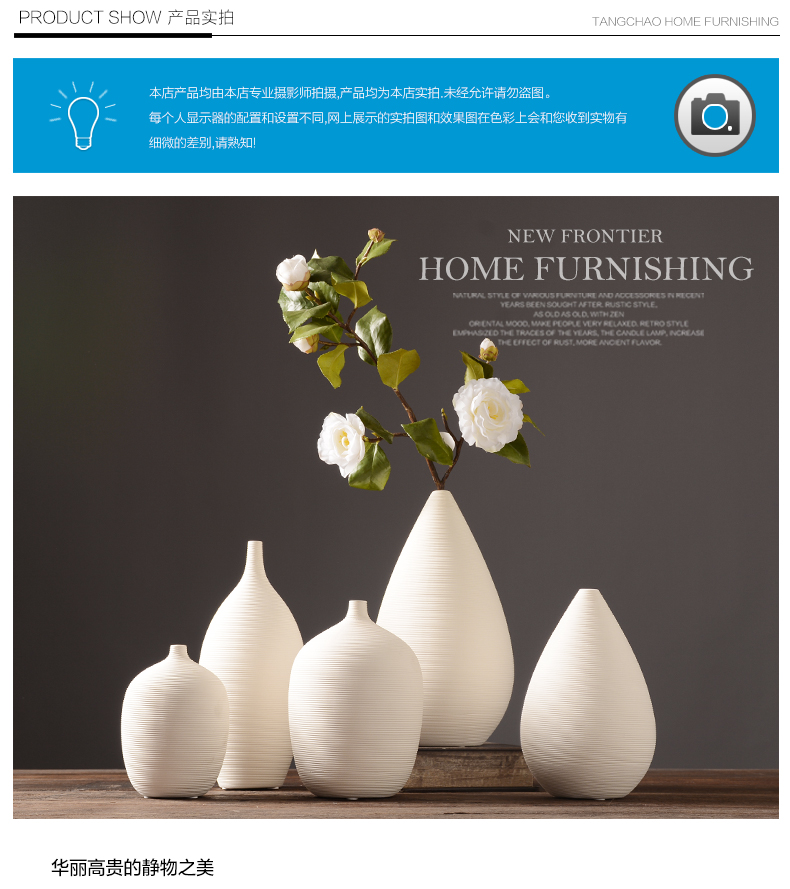 PRODUCT SHOW 产品实拍
TANGCHAO HOME FURNISHING
本店产品均由本店专业摄影师拍摄,产品均为本店实拍.未经允许请勿盗图。
每个人显示器的配置和设置不同,网上展示的实拍图和效果图在色彩上会和您收到实物有
细微的差别,请熟知!
NEW FRONTIER
HOME FURNISHING
NATURAL STYLE OF VARIOUS FURNITURE AND ACCESSORIES IN RECENT
YEARS BEEN SOUGHT AFTER. RUSTIC STYLE,
AS OLD AS OLD, WITH ZEN
ORIENTAL MOOD, MAKE PEOPLE VERY RELAXED. RETRO STYLE
EMPHASIZED THE TRACES OF THE YEARS, THE CANDLE LAMP, INCREASE
THE EFFECT OF RUST, MORE ANCIENT FLAVOR.
华丽高贵的静物之美